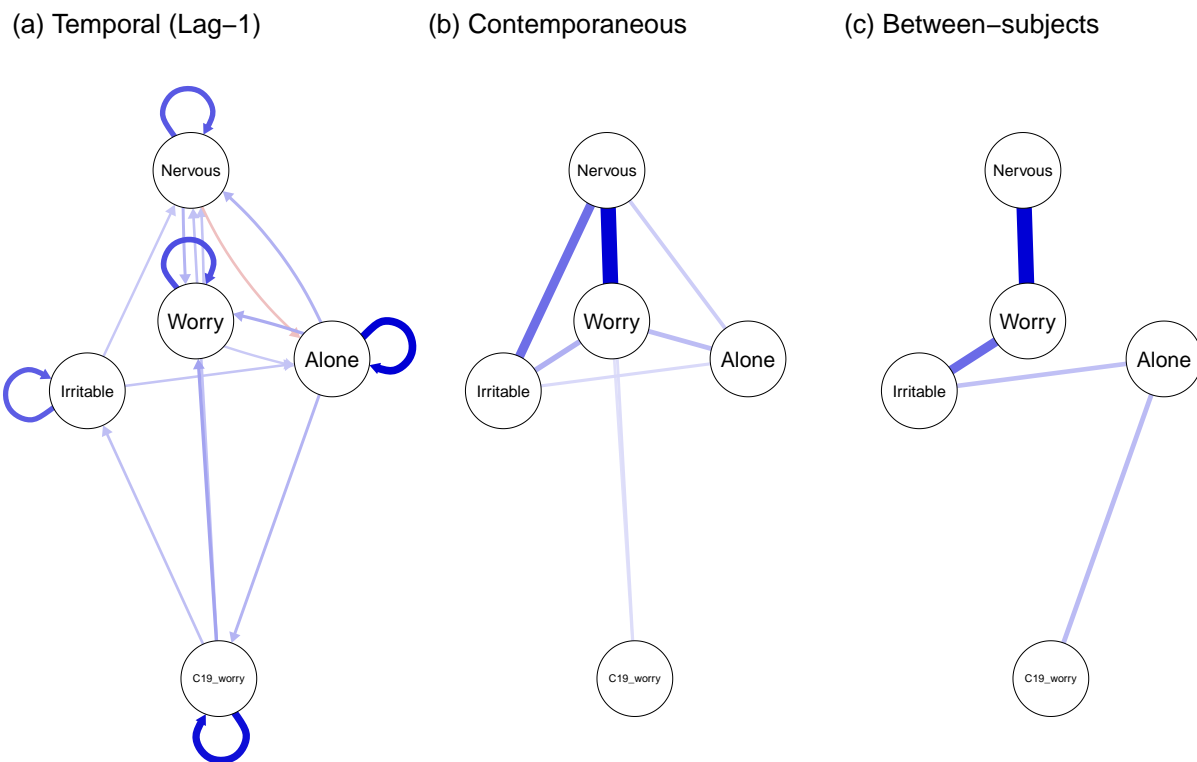 (a) Temporal (Lag−1)
(b) Contemporaneous
(c) Between−subjects
Nervous
Worry
Alone
Irritable
C19_worry
Nervous
Worry
Alone
Irritable
C19_worry
Nervous
Worry
Alone
Irritable
C19_worry